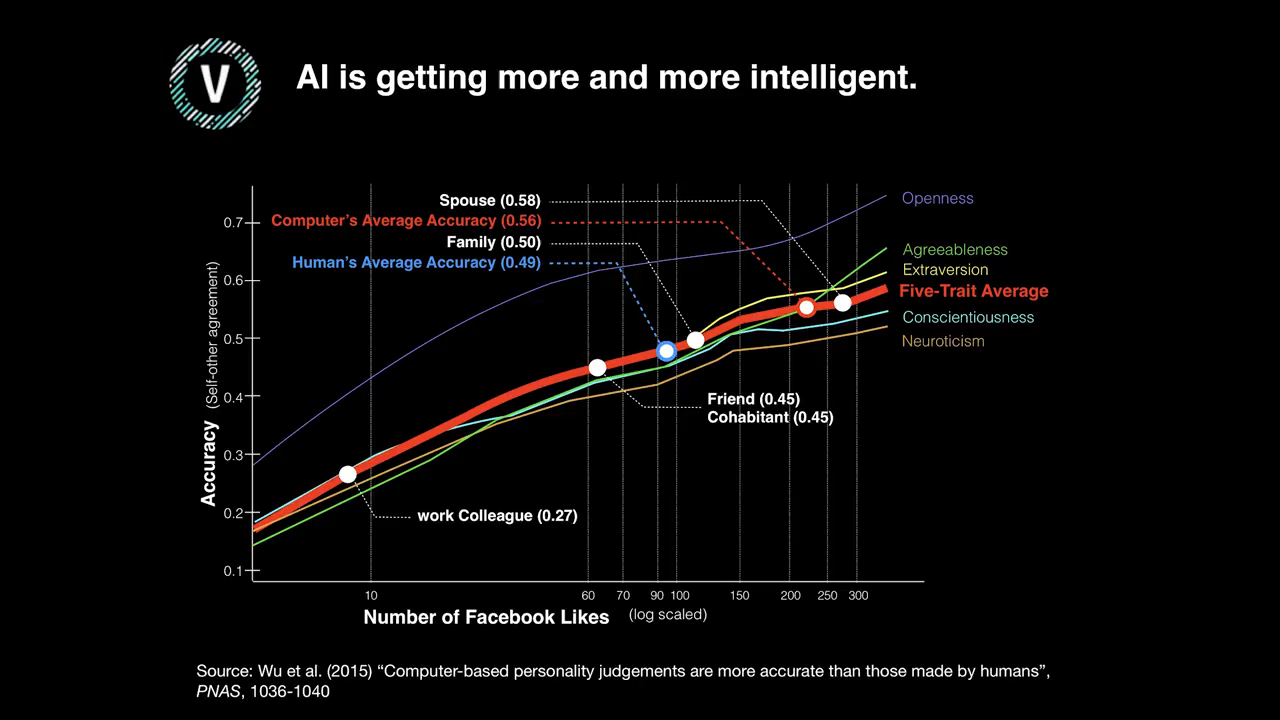 V
AI is getting more and more intelligent.
Spouse (0.58)
Computer's Average Accuracy (0.56)
Family (0.50)
Human's Average Accuracy (0.49)
Openness
Agreeableness
Extraversion
Five-Trait Average
Conscientiousness
Neuroticism
Friend (0.45)
Cohabitant (0.45)
work Colleague (0.27)
Accuracy (Self-other agreement)
0.7
0.6
0.5
0.4
0.3
0.2
0.1
10 60 70 90 100 150 200 250 300
Number of Facebook Likes (log scaled)
Source: Wu et al. (2015) “Computer-based personality judgements are more accurate than those made by humans”,
PNAS, 1036-1040